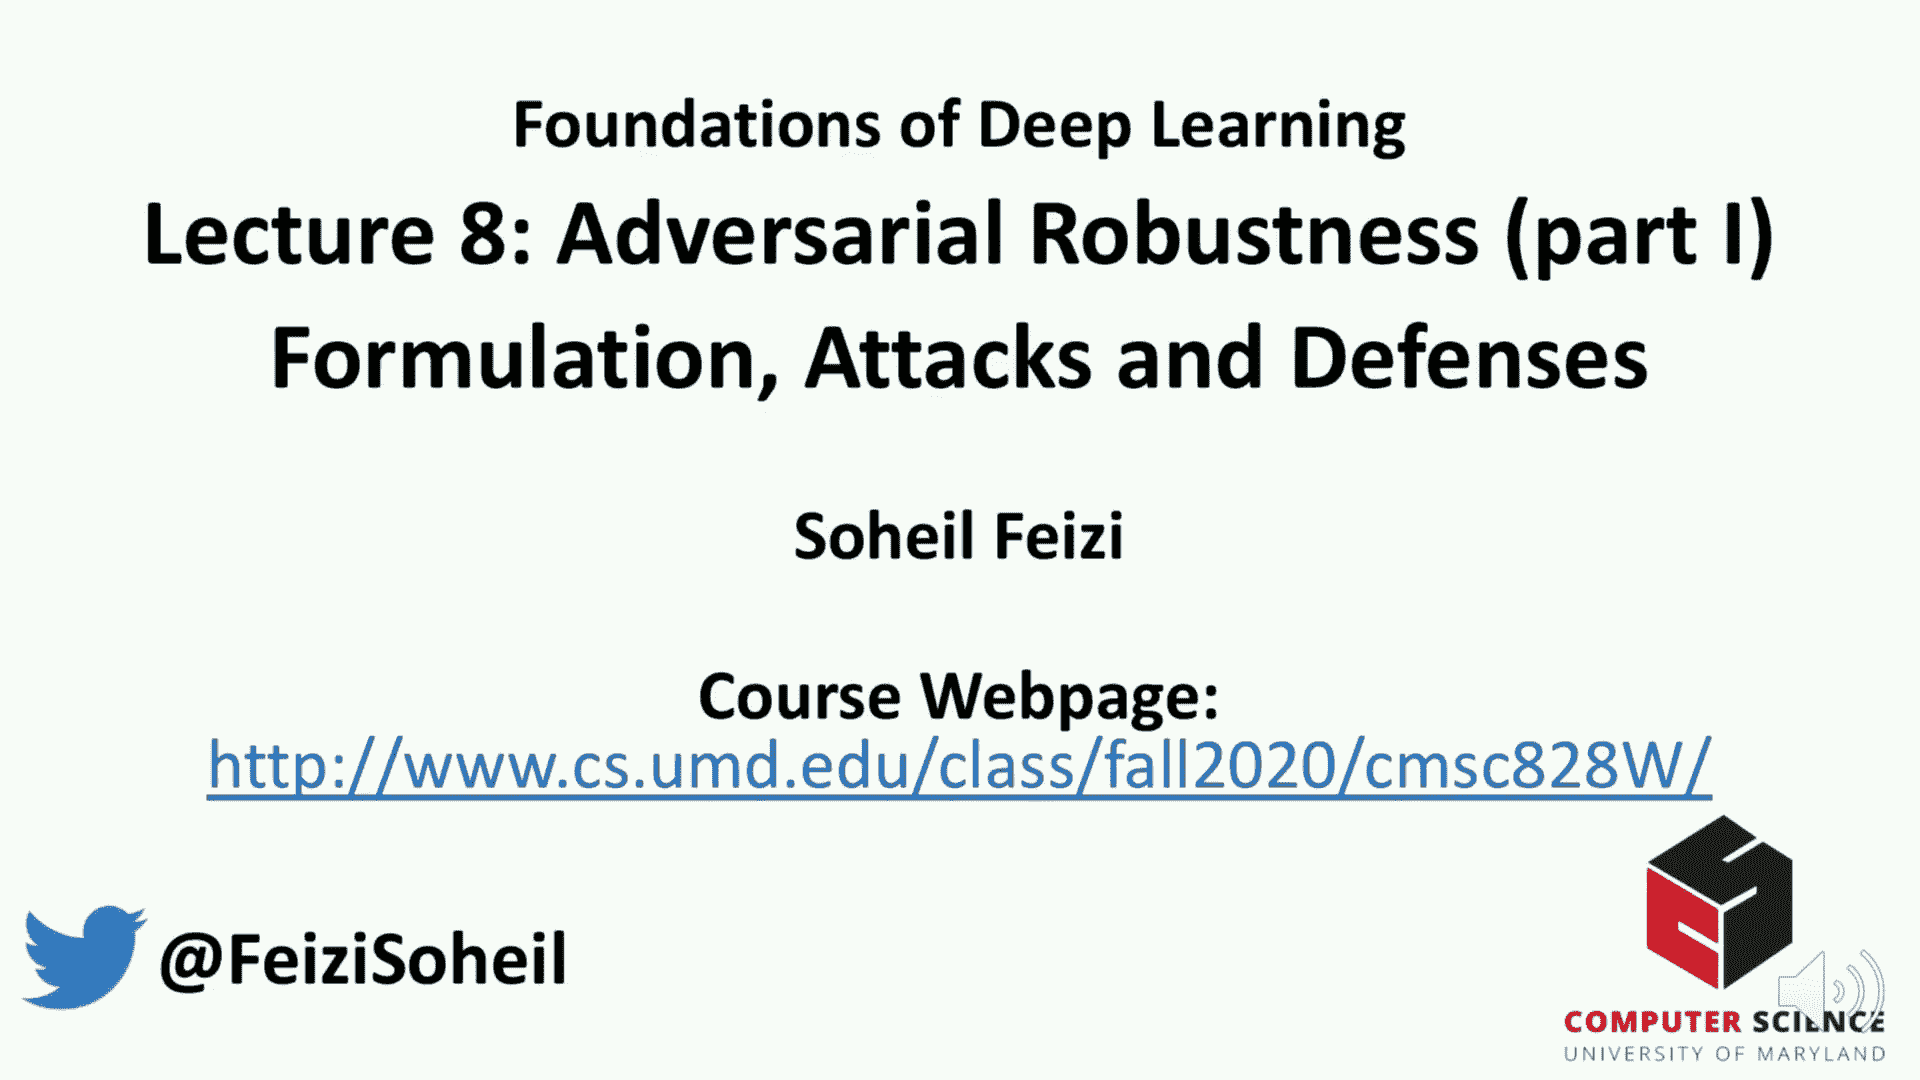 Foundations of Deep Learning
Lecture 8: Adversarial Robustness (part I)
Formulation, Attacks and Defenses
Soheil Feizi
Course Webpage:
http://www.cs.umd.edu/class/fall2020/cmsc828W/
@FeiziSoheil
COMPUTER SCIENCE
UNIVERSITY OF MARYLAND